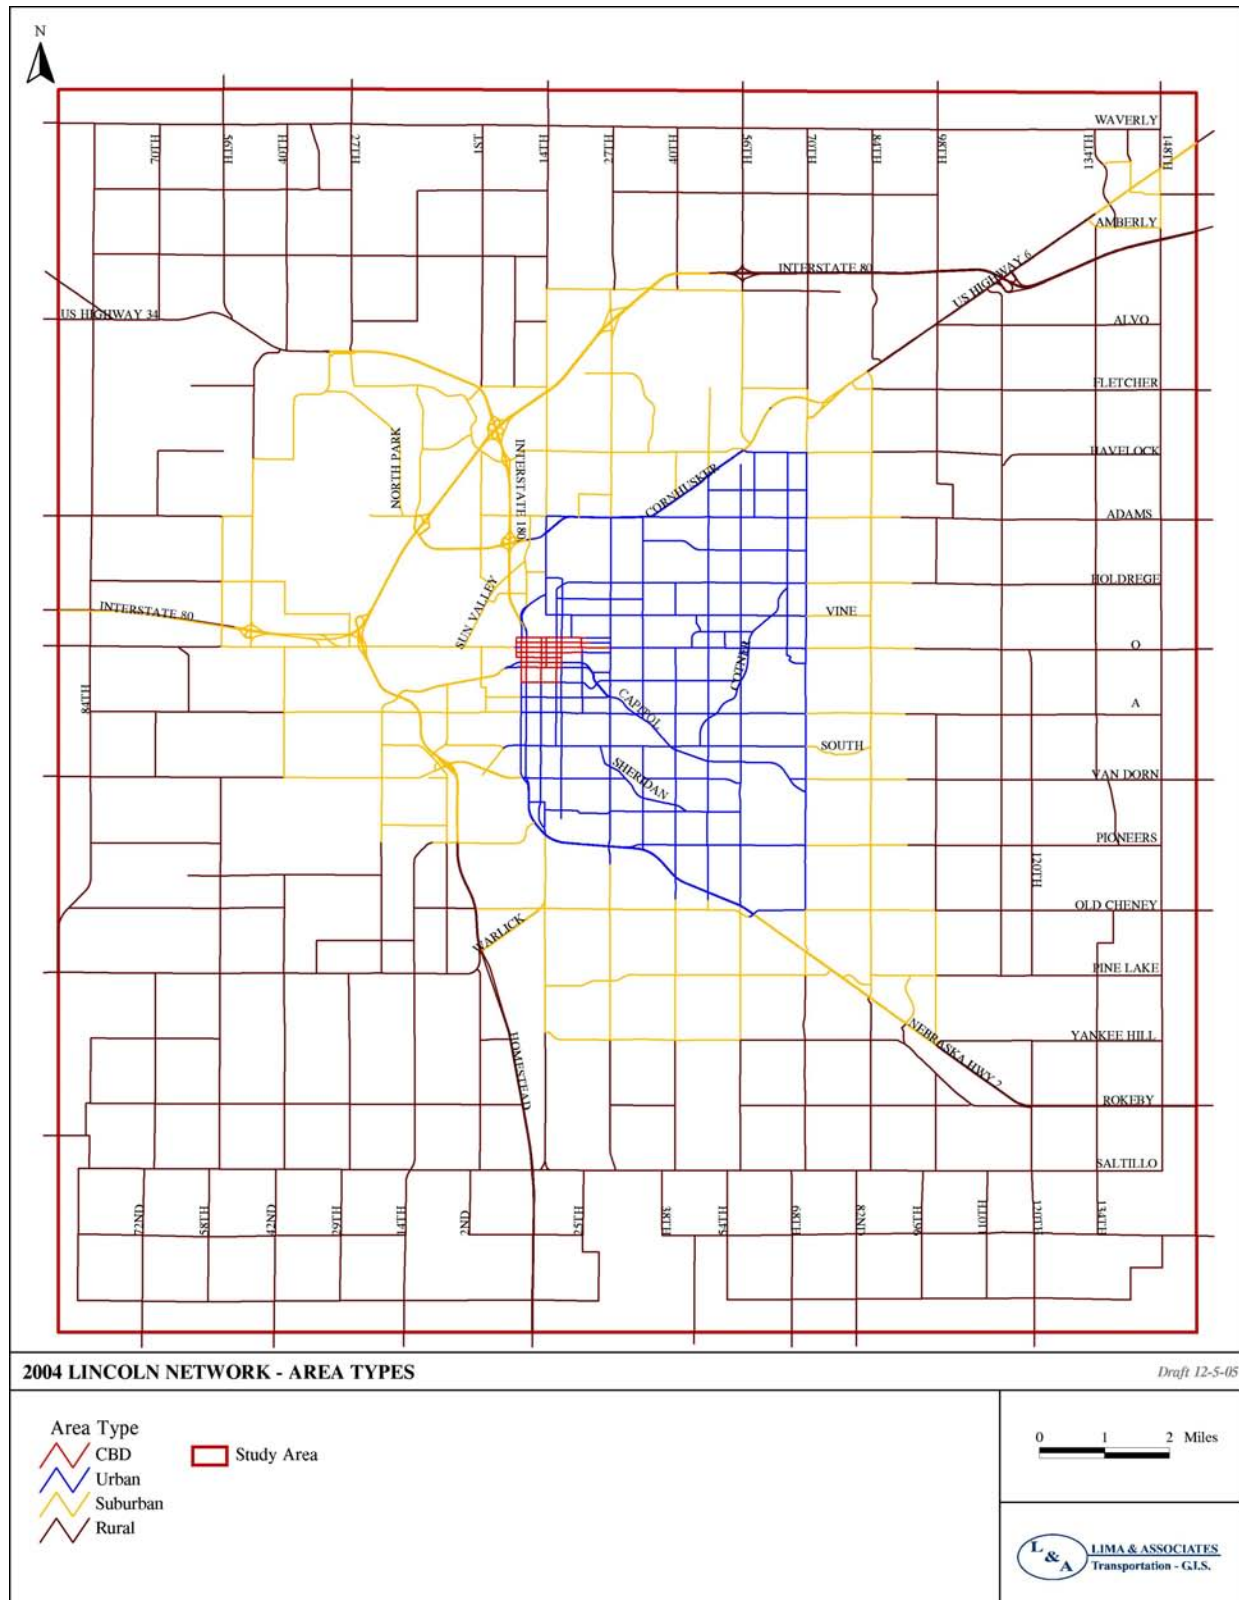 N
WAVERLY
70TH
56TH
40TH
27TH
1ST
14TH
27TH
40TH
56TH
70TH
84TH
98TH
134TH
148TH
AMBERLY
INTERSTATE 80
US HIGHWAY 6
US HIGHWAY 34
ALVO
FLETCHER
NORTH PARK
INTERSTATE 180
HAVELOCK
CORNHUSKER
ADAMS
HOLDREGE
INTERSTATE 80
SUN VALLEY
VINE
O
COTNER
84TH
CAPITOL
A
SOUTH
SHERIDAN
VAN DORN
PIONEERS
120TH
OLD CHENEY
WARLICK
PINE LAKE
HOMESTEAD
NEBRASKA HWY 2
YANKEE HILL
ROKEBY
SALTILLO
72ND
58TH
42ND
29TH
14TH
2ND
25TH
38TH
54TH
68TH
82ND
96TH
110TH
120TH
134TH
2004 LINCOLN NETWORK - AREA TYPES
Draft 12-5-05
Area Type
CBD
Study Area
Urban
Suburban
Rural
0 1 2 Miles
L & A
LIMA & ASSOCIATES
Transportation - G.I.S.